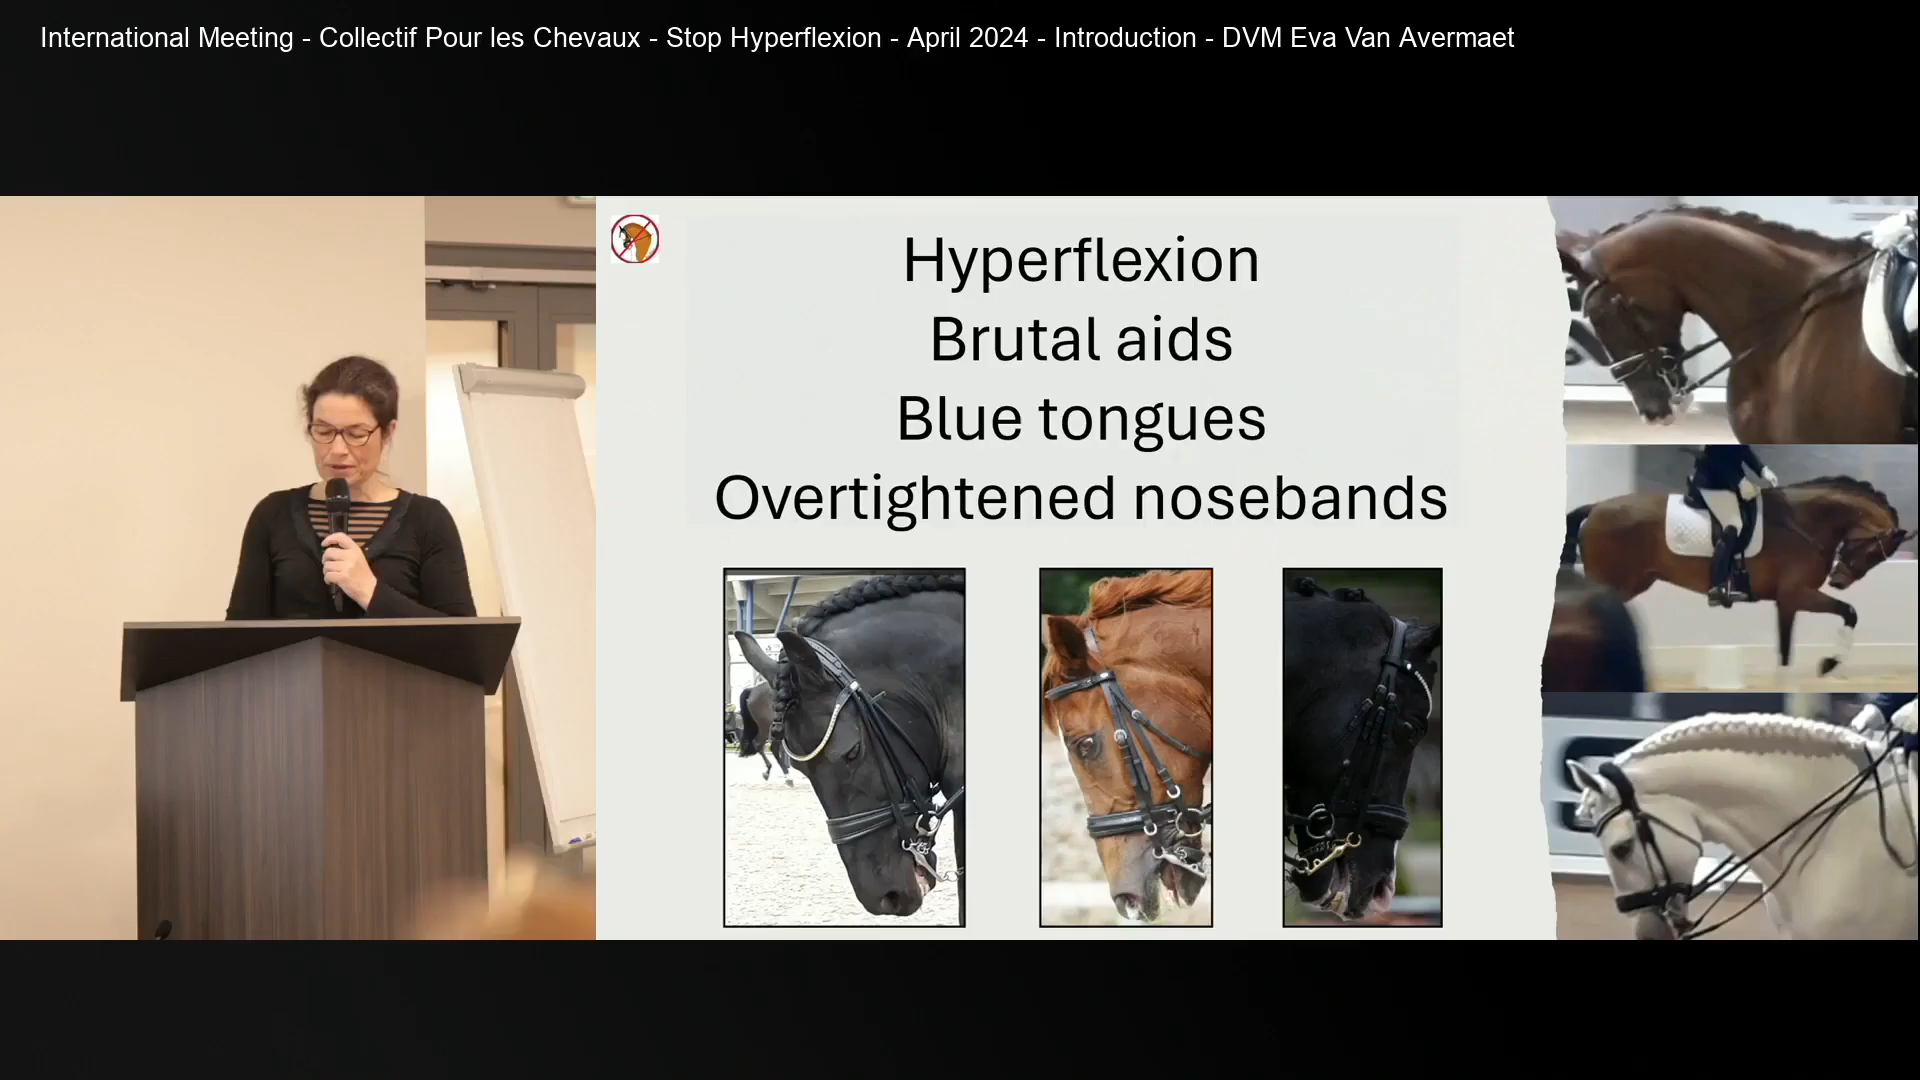 International Meeting - Collectif Pour les Chevaux - Stop Hyperflexion - April 2024 - Introduction - DVM Eva Van Avermaet
Hyperflexion
Brutal aids
Blue tongues
Overtightened nosebands